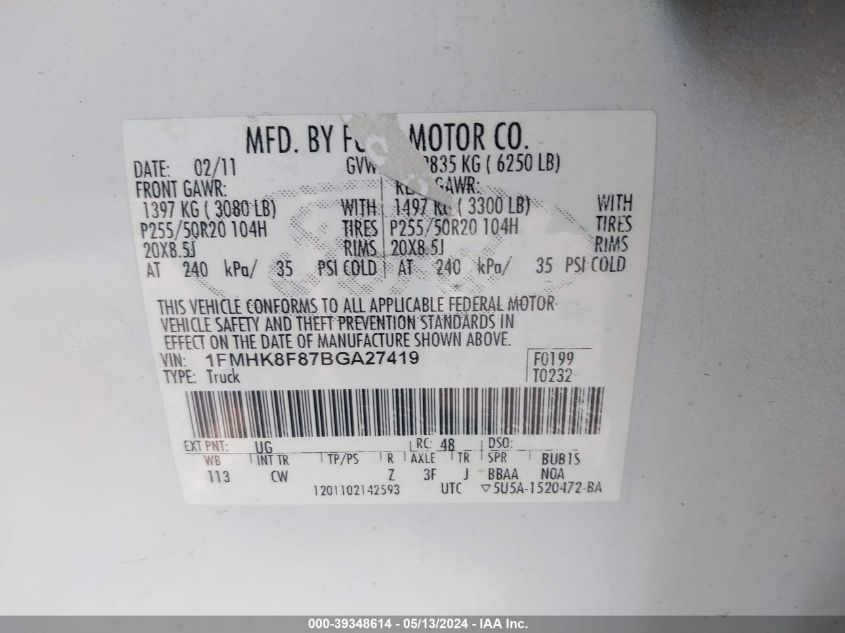 MFD. BY MOTOR CO.
DATE: 02/11 GVW 2835 KG ( 6250 LB)
FRONT GAWR: GAWR:
1397 KG ( 3080 LB) WITH 1497 KG ( 3300 LB) WITH
P255/50R20 104H TIRES P255/50R20 104H TIRES
20X8.5J RIMS 20X8.5J RIMS
AT 240 kPa/ 35 PSI COLD AT 240 kPa/ 35 PSI COLD
THIS VEHICLE CONFORMS TO ALL APPLICABLE FEDERAL MOTOR
VEHICLE SAFETY AND THEFT PREVENTION STANDARDS IN
EFFECT ON THE DATE OF MANUFACTURE SHOWN ABOVE.
VIN: 1FMHK8F87BGA27419 F0199
TYPE: Truck T0232
EXT PNT: UG RC: 48 DSO:
WB INT TR TP/PS R AXLE TR SPR BUB1S
113 CW Z 3F J BBAA NOA
1201102142593 UTC ▽5U5A-1520472-BA
000-39348614 - 05/13/2024 - IAA Inc.